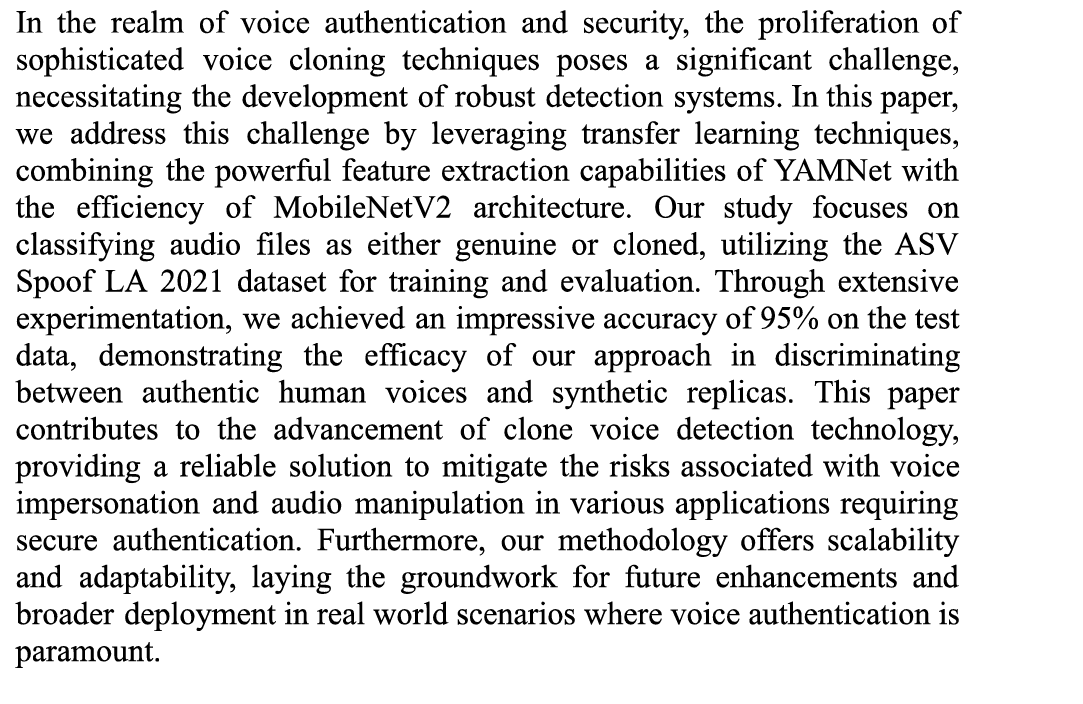 In the realm of voice authentication and security, the proliferation of
sophisticated voice cloning techniques poses a significant challenge,
necessitating the development of robust detection systems. In this paper,
we address this challenge by leveraging transfer learning techniques,
combining the powerful feature extraction capabilities of YAMNet with
the efficiency of MobileNetV2 architecture. Our study focuses on
classifying audio files as either genuine or cloned, utilizing the ASV
Spoof LA 2021 dataset for training and evaluation. Through extensive
experimentation, we achieved an impressive accuracy of 95% on the test
data, demonstrating the efficacy of our approach in discriminating
between authentic human voices and synthetic replicas. This paper
contributes to the advancement of clone voice detection technology,
providing a reliable solution to mitigate the risks associated with voice
impersonation and audio manipulation in various applications requiring
secure authentication. Furthermore, our methodology offers scalability
and adaptability, laying the groundwork for future enhancements and
broader deployment in real world scenarios where voice authentication is
paramount.